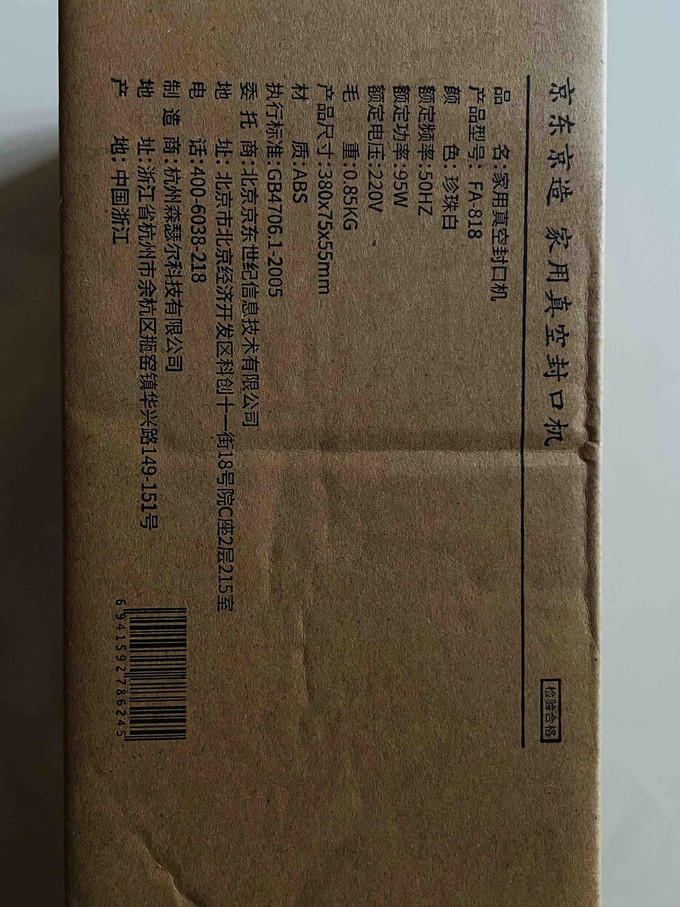 京东京造 家用真空封口机
检验合格
品 名:家用真空封口机
产品型号: FA-818
颜 色: 珍珠白
额定频率:50HZ
额定功率:95W
额定电压:220V
毛 重:0.85KG
产品尺寸:380x75x55mm
材 质:ABS
执行标准:GB4706.1-2005
委托商:北京京东世纪信息技术有限公司
地 址: 北京市北京经济开发区科创十一街18号院C座2层215室
电 话:400-6038-218
制造商:杭州森瑟尔科技有限公司
地 址:浙江省杭州市余杭区瓶窑镇华兴路149-151号
产 地: 中国浙江
6941592786245